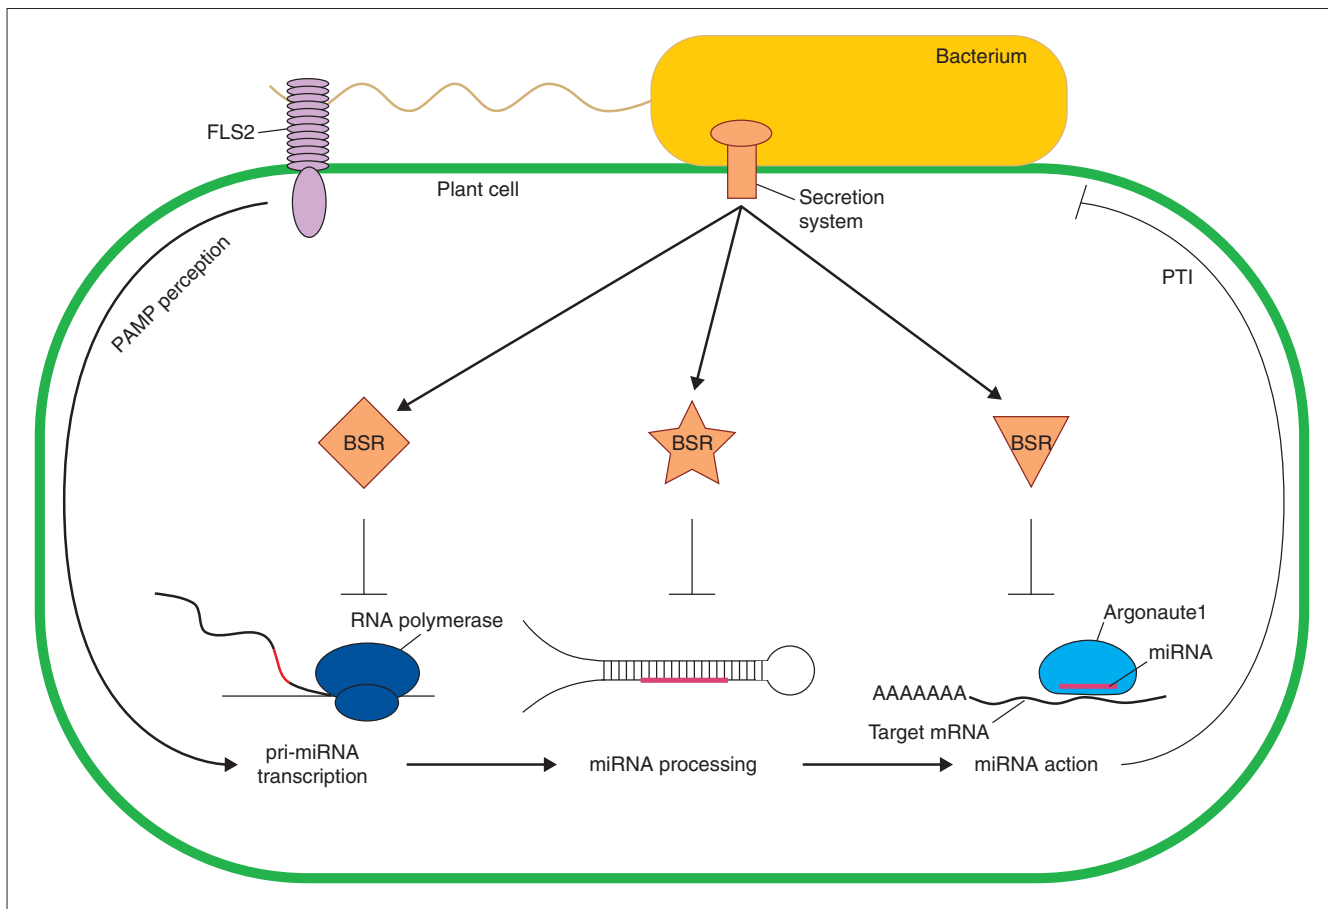 Bacterium
FLS2
Plant cell
Secretion
system
PAMP perception
PTI
BSR
BSR
BSR
RNA polymerase
Argonaute1
miRNA
AAAAAAA
Target mRNA
pri-miRNA
transcription
miRNA processing
miRNA action